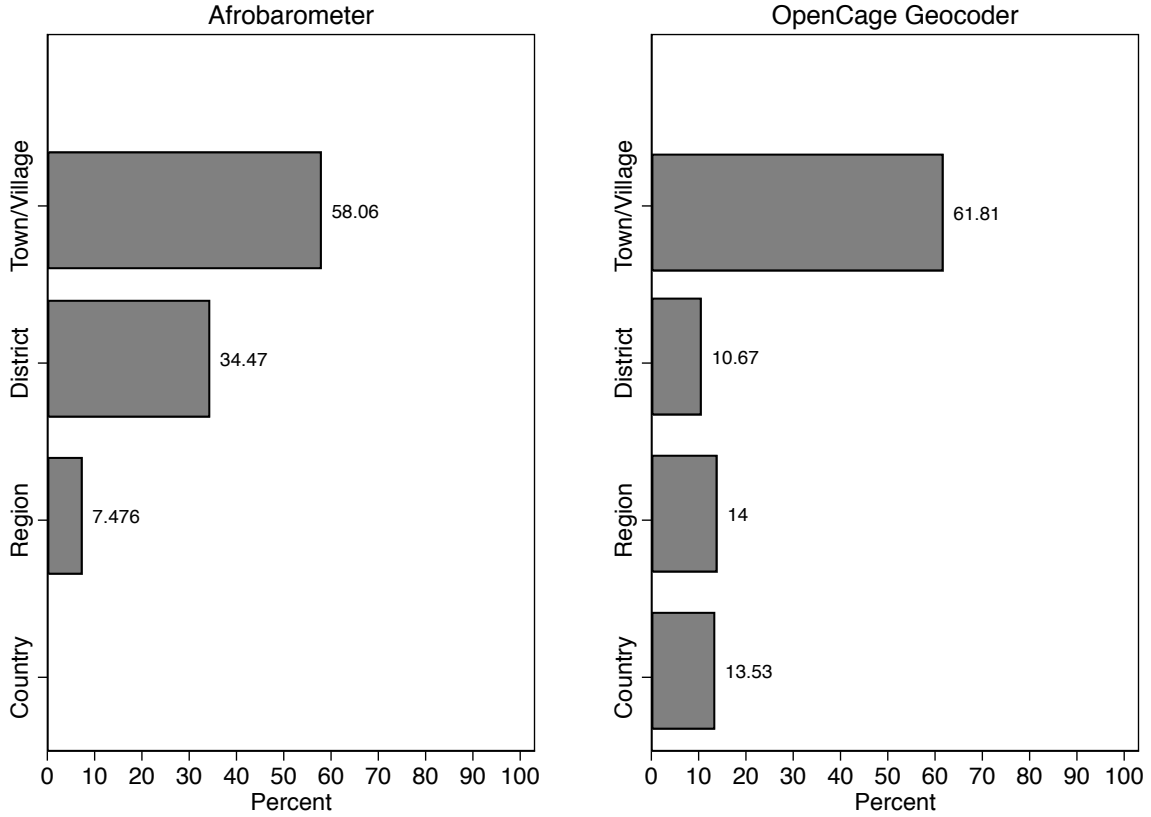 Afrobarometer
Town/Village
58.06
District
34.47
Region
7.476
Country
0 10 20 30 40 50 60 70 80 90 100
Percent
OpenCage Geocoder
Town/Village
61.81
District
10.67
Region
14
Country
13.53
0 10 20 30 40 50 60 70 80 90 100
Percent